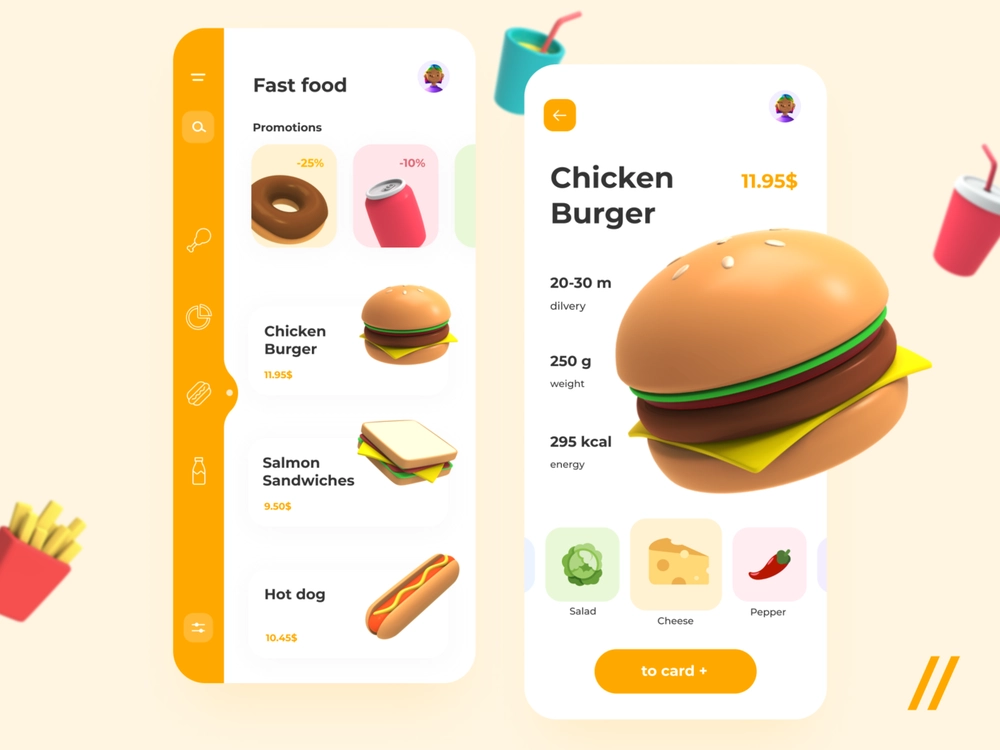 Fast food
Promotions
-25%
-10%
Chicken
Burger
11.95$
Salmon
Sandwiches
9.50$
Hot dog
10.45$
Chicken
Burger
11.95$
20-30 m
dilvery
250 g
weight
295 kcal
energy
Salad
Cheese
Pepper
to card +